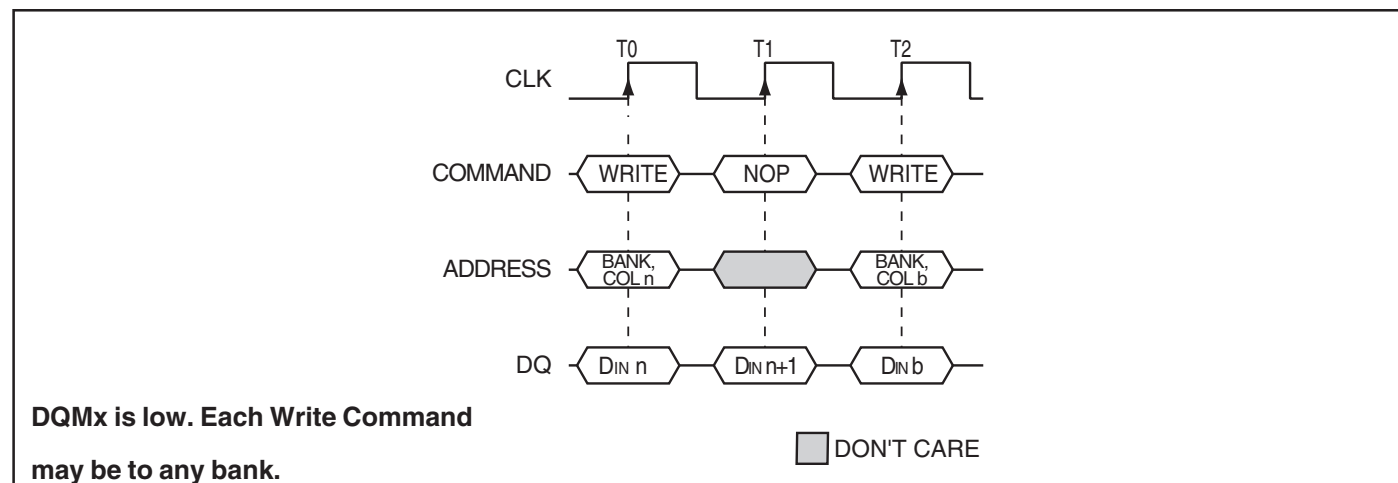 T0 T1 T2
CLK
COMMAND WRITE NOP WRITE
ADDRESS BANK, COL n BANK, COL b
DQ DIN n DIN n+1 DIN b
DQMx is low. Each Write Command
may be to any bank.
DON'T CARE